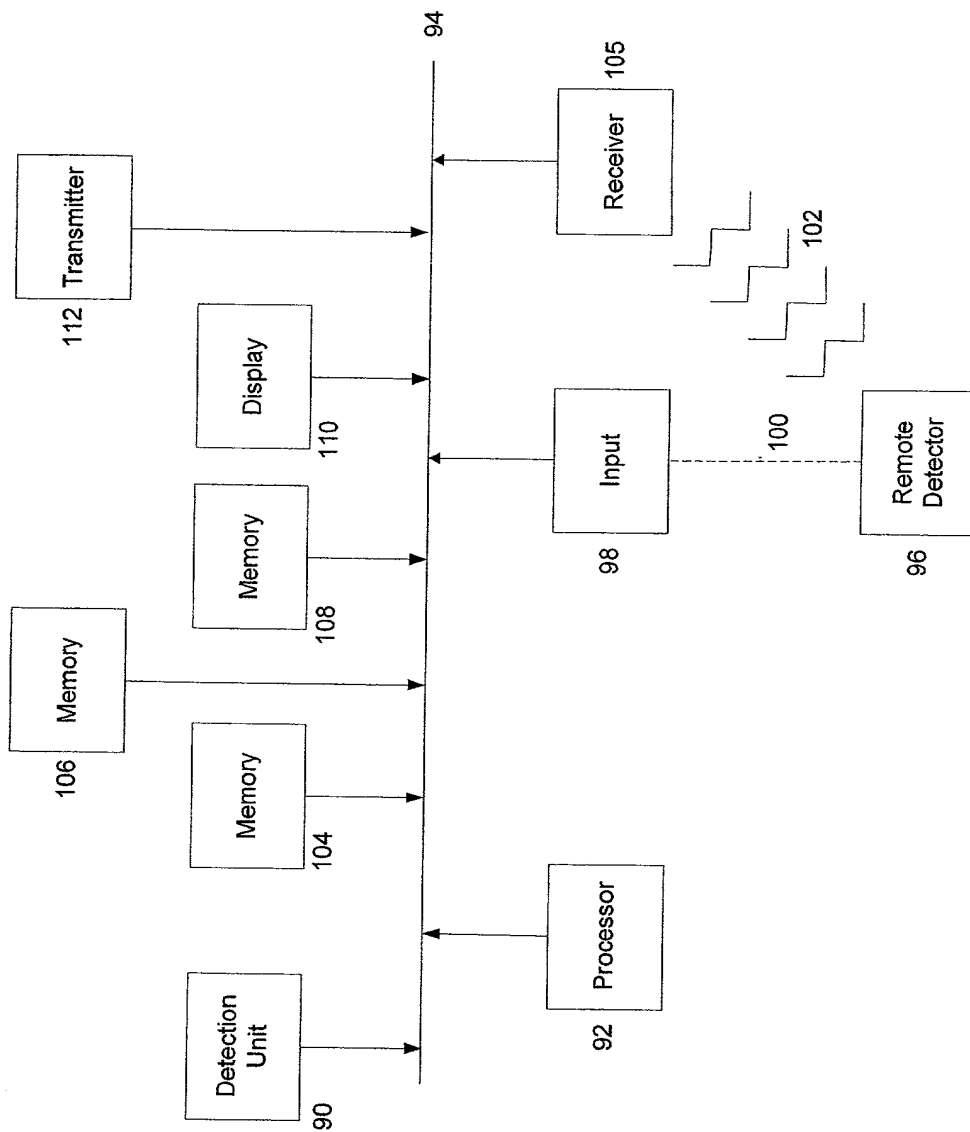 94
112
Transmitter
105
Receiver
Display
110
102
Memory
108
Input
98
100
Remote
Detector
96
106
Memory
Memory
104
Processor
92
Detection
Unit
90